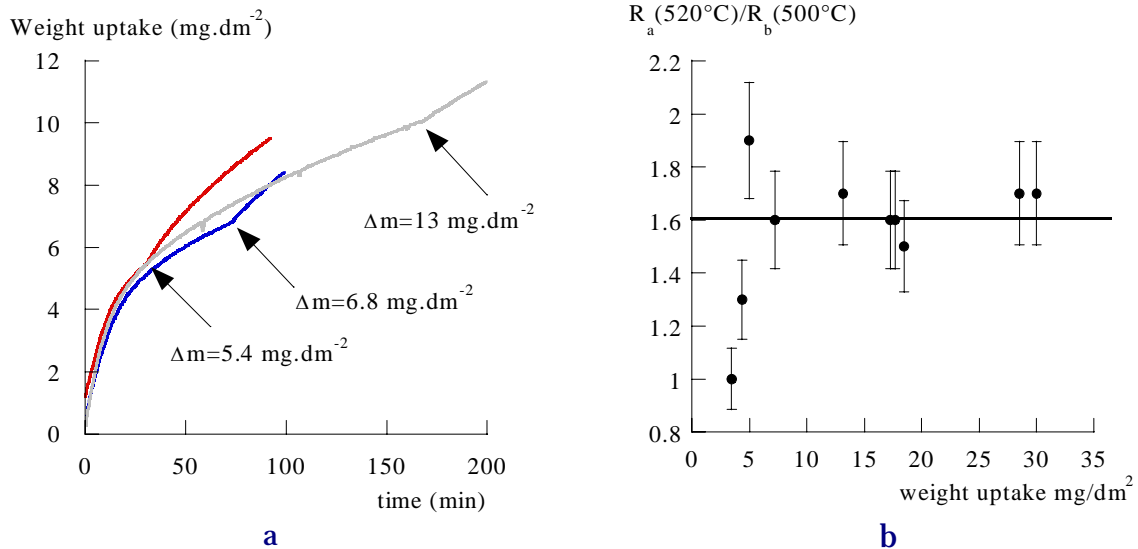 Weight uptake (mg.dm⁻²)
12
10
8
6
4
2
0
0 50 100 150 200
time (min)
Δm=13 mg.dm⁻²
Δm=6.8 mg.dm⁻²
Δm=5.4 mg.dm⁻²
a
R_a(520°C)/R_b(500°C)
2.2
2
1.8
1.6
1.4
1.2
1
0.8
0 5 10 15 20 25 30 35
weight uptake mg/dm²
b